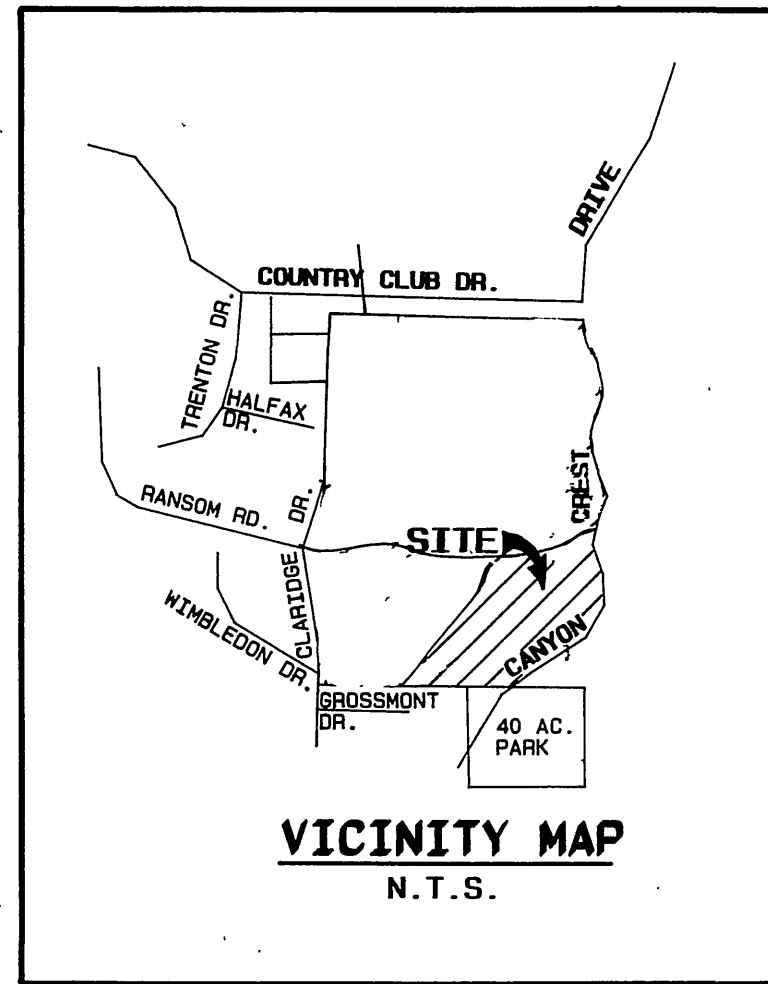 DRIVE
COUNTRY CLUB DR.
TRENTON DR.
HALFAX
DR.
CREST
RANSOM RD.
DR.
SITE
CLARIDGE
WIMBLEDON DR.
CANYON
GROSSMONT
DR.
40 AC.
PARK
VICINITY MAP
N.T.S.